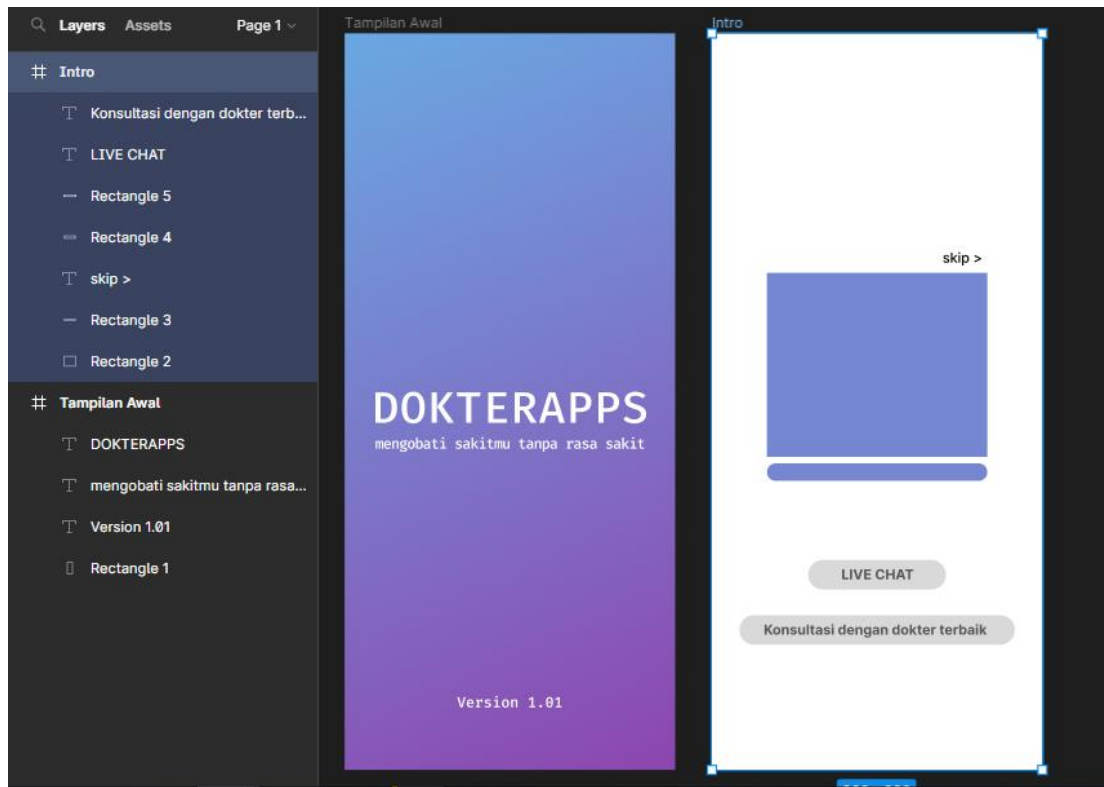 Layers Assets Page 1
Intro
Konsultasi dengan dokter terb...
LIVE CHAT
Rectangle 5
Rectangle 4
skip >
Rectangle 3
Rectangle 2
Tampilan Awal
DOKTERAPPS
mengobati sakitmu tanpa rasa...
Version 1.01
Rectangle 1
Tampilan Awal
DOKTERAPPS
mengobati sakitmu tanpa rasa sakit
Version 1.01
Intro
skip >
LIVE CHAT
Konsultasi dengan dokter terbaik